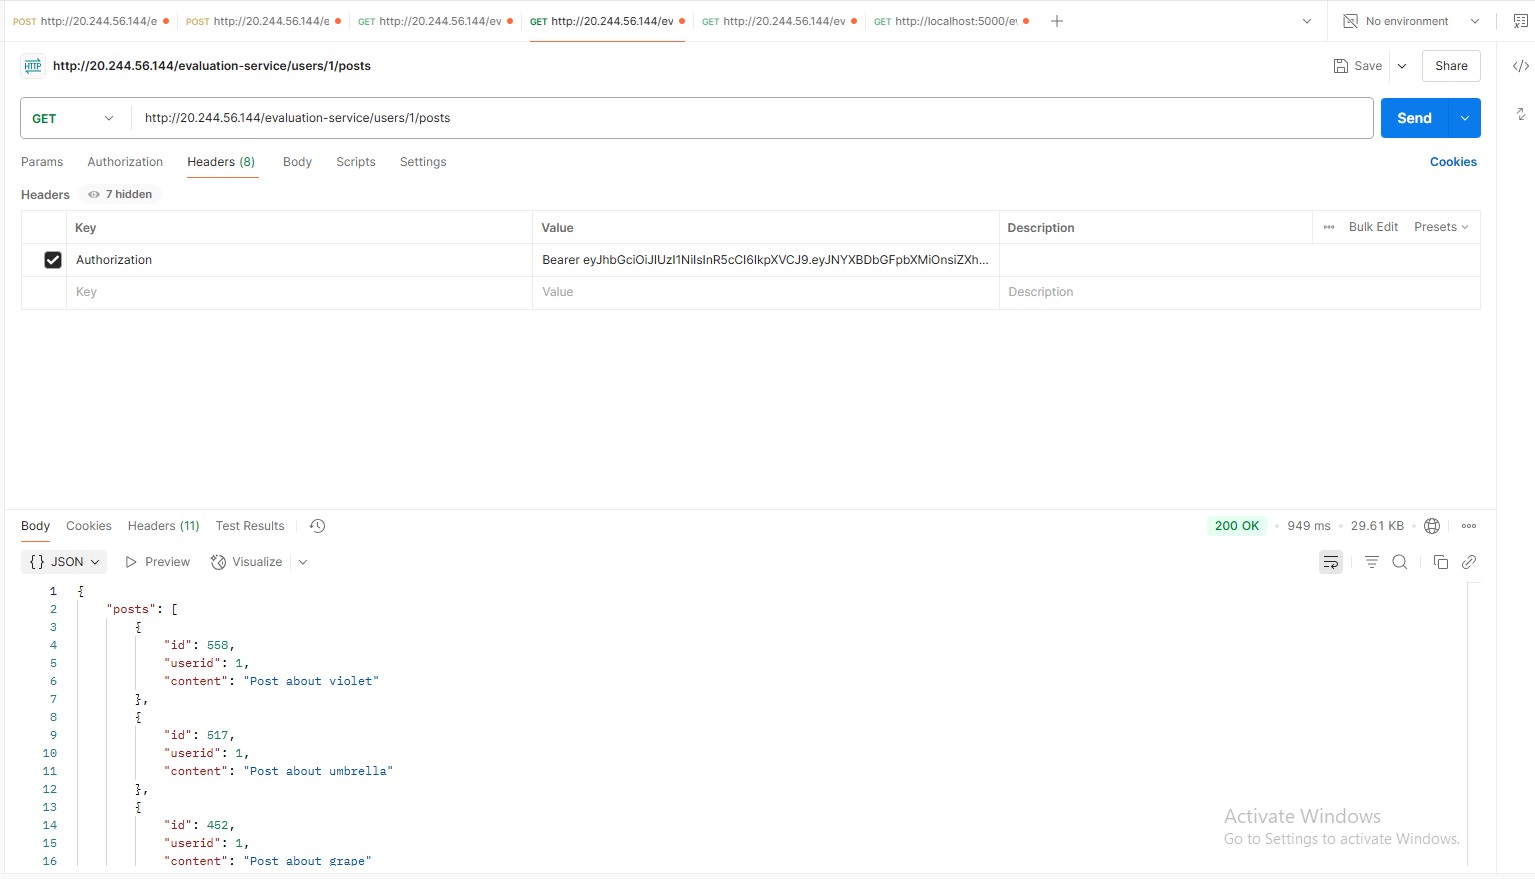 POST http://20.244.56.144/e POST http://20.244.56.144/e GET http://20.244.56.144/ev GET http://20.244.56.144/ev GET http://20.244.56.144/ev GET http://localhost:5000/ev No environment
HTTP http://20.244.56.144/evaluation-service/users/1/posts Save Share
GET http://20.244.56.144/evaluation-service/users/1/posts Send
Params Authorization Headers (8) Body Scripts Settings Cookies
Headers 7 hidden
Key Value Description Bulk Edit Presets
Authorization Bearer
Key Value Description
Body Cookies Headers (11) Test Results 200 OK 949 ms 29.61 KB
{} JSON Preview Visualize
1 {
2 "posts": [
3 {
4 "id": 558,
5 "userid": 1,
6 "content": "Post about violet"
7 },
8 {
9 "id": 517,
10 "userid": 1,
11 "content": "Post about umbrella"
12 },
13 {
14 "id": 452,
15 "userid": 1,
16 "content": "Post about grape"
Activate Windows
Go to Settings to activate Windows.